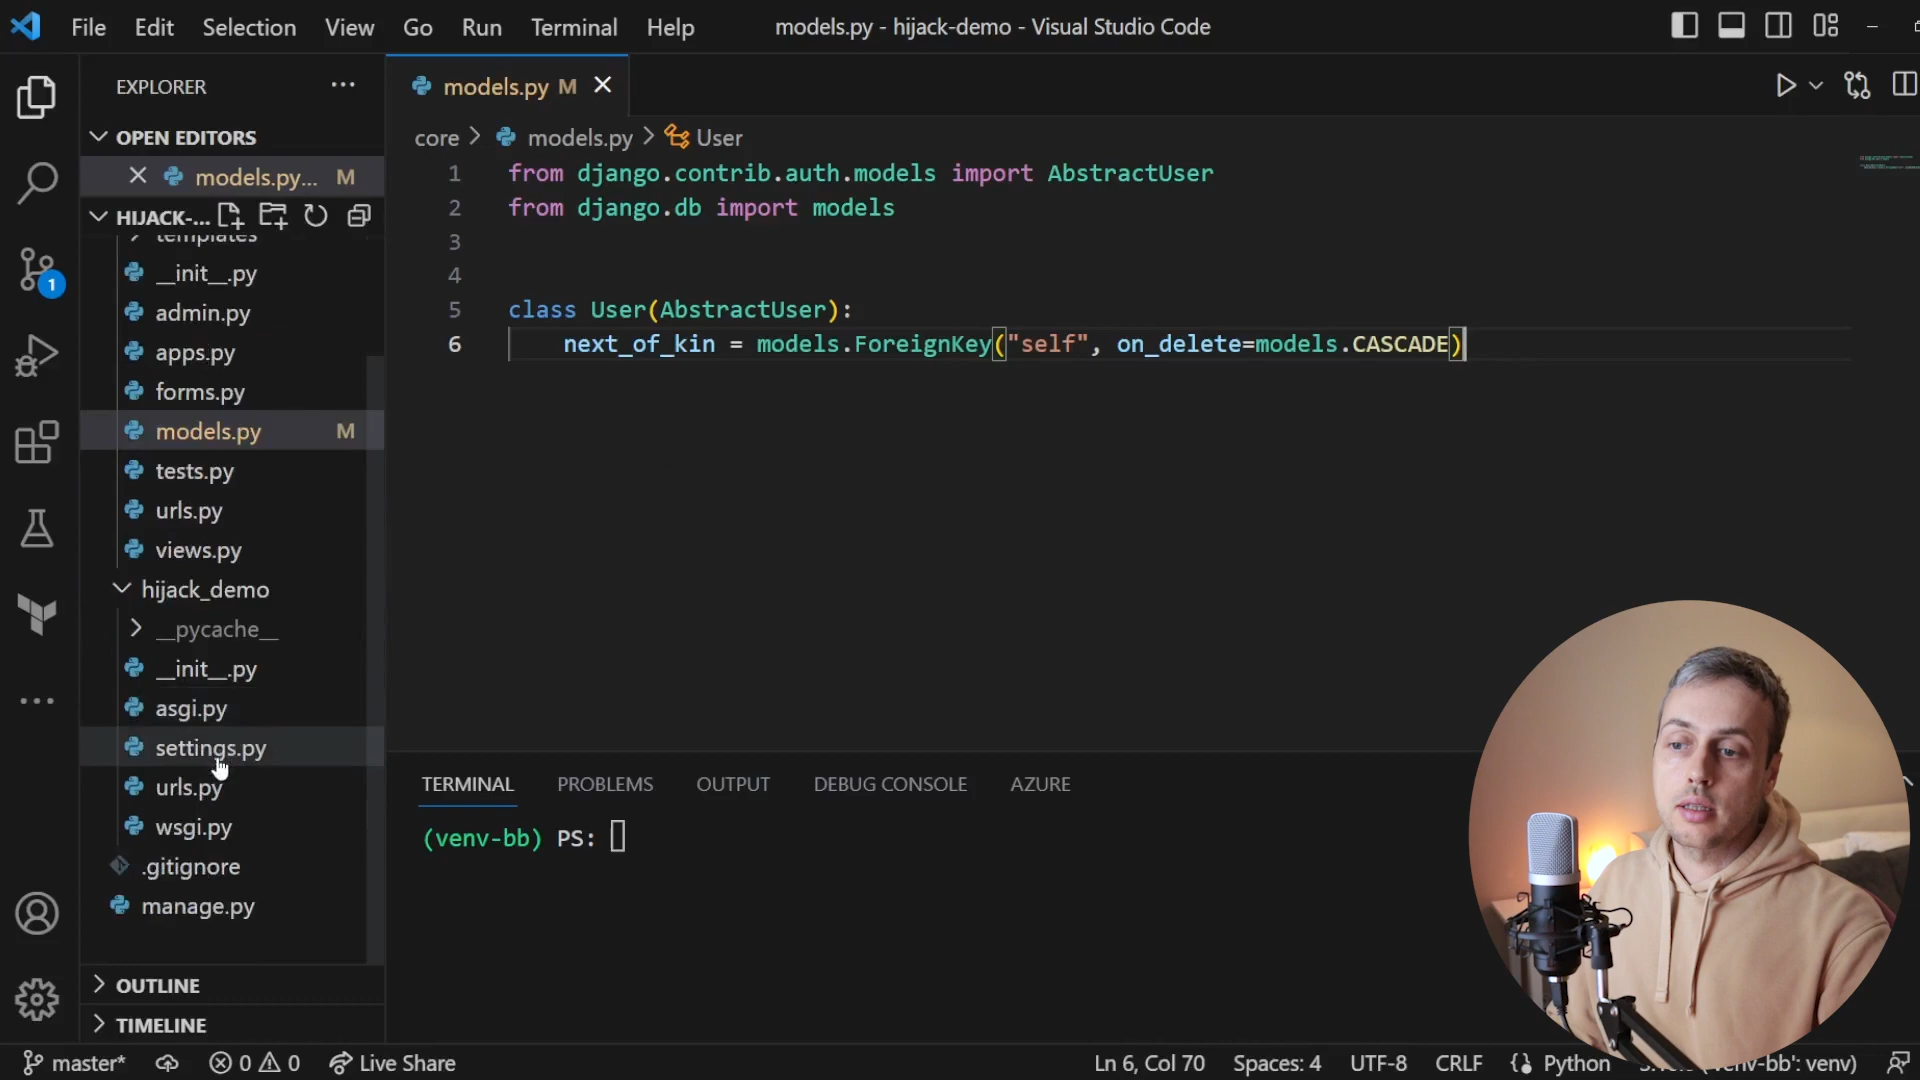 File Edit Selection View Go Run Terminal Help models.py - hijack-demo - Visual Studio Code
EXPLORER
models.py M
OPEN EDITORS
models.py... M
HIJACK-...
templates
__init__.py
admin.py
apps.py
forms.py
models.py M
tests.py
urls.py
views.py
hijack_demo
__pycache__
__init__.py
asgi.py
settings.py
urls.py
wsgi.py
.gitignore
manage.py
OUTLINE
TIMELINE
1
core > models.py > User
1 from django.contrib.auth.models import AbstractUser
2 from django.db import models
3
4
5 class User(AbstractUser):
6 next_of_kin = models.ForeignKey("self", on_delete=models.CASCADE)
TERMINAL PROBLEMS OUTPUT DEBUG CONSOLE AZURE
(venv-bb) PS:
master* 0 0 Live Share Ln 6, Col 70 Spaces: 4 UTF-8 CRLF Python venv-bb': venv)